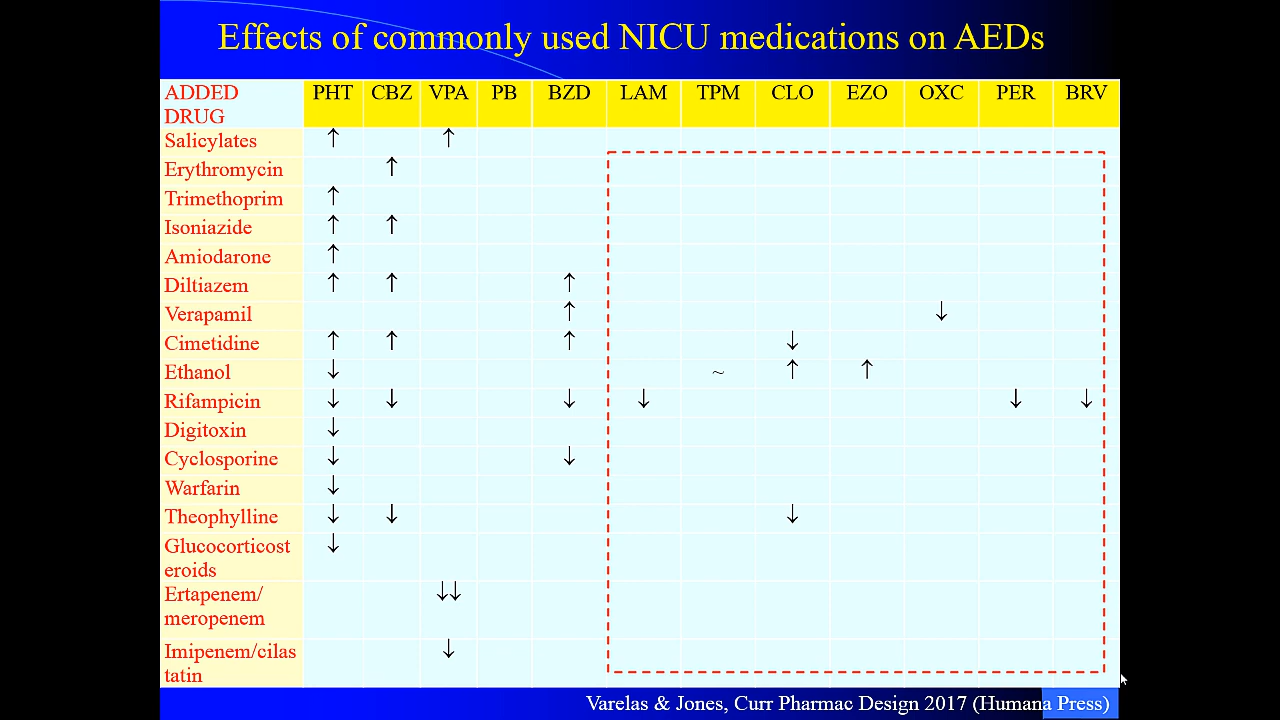 Effects of commonly used NICU medications on AEDs
ADDED DRUG PHT CBZ VPA PB BZD LAM TPM CLO EZO OXC PER BRV
Salicylates ↑ ↑
Erythromycin ↑
Trimethoprim ↑
Isoniazide ↑ ↑
Amiodarone ↑
Diltiazem ↑ ↑ ↑
Verapamil ↑ ↓
Cimetidine ↑ ↑ ↑ ↓
Ethanol ↓ ~ ↑ ↑
Rifampicin ↓ ↓ ↓ ↓ ↓ ↓
Digitoxin ↓
Cyclosporine ↓ ↓
Warfarin ↓
Theophylline ↓ ↓ ↓
Glucocorticost ↓
eroids
Ertapenem/ ↓↓
meropenem
Imipenem/cilas ↓
tatin
Varelas & Jones, Curr Pharmac Design 2017 (Humana Press)